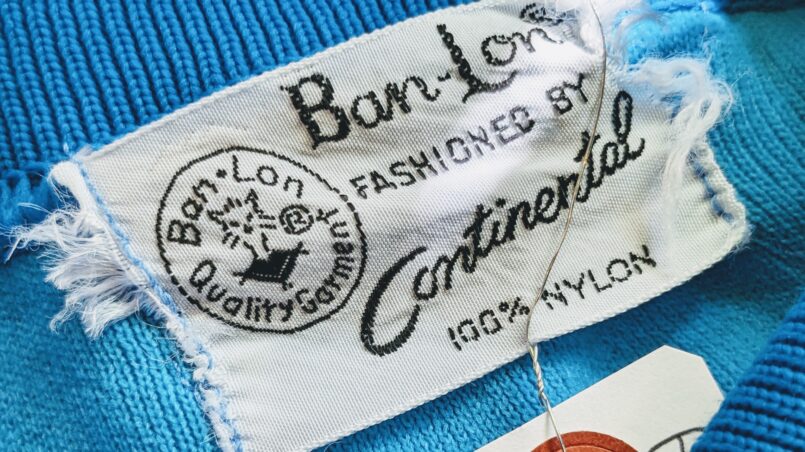 Ban-Lon®
FASHIONED BY
Continental
100% NYLON
Ban-Lon
®
Quality Garment